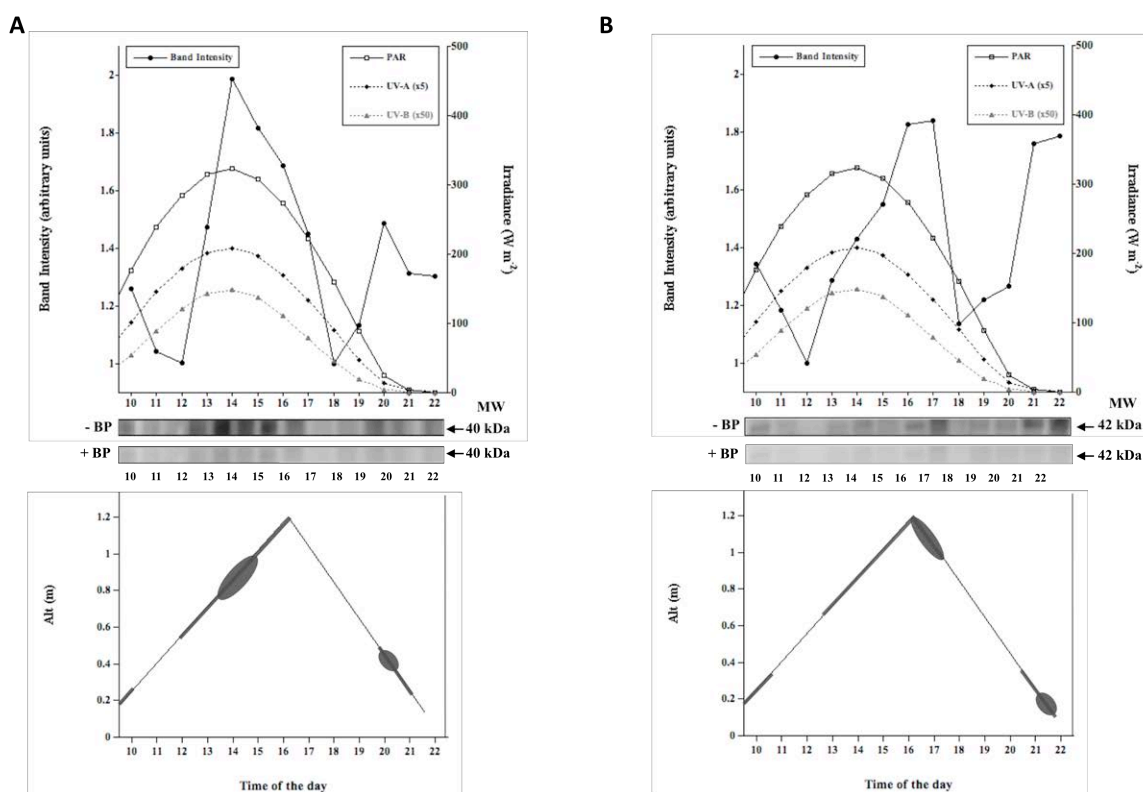 A
Band Intensity
PAR
UV-A (x5)
UV-B (x50)
Band Intensity (arbitrary units)
2
1.8
1.6
1.4
1.2
1
Irradiance (W m-2)
500
400
300
200
100
0
10 11 12 13 14 15 16 17 18 19 20 21 22
MW
- BP
40 kDa
+ BP
40 kDa
10 11 12 13 14 15 16 17 18 19 20 21 22
Alt (m)
1.2
1
0.8
0.6
0.4
0.2
0
10 11 12 13 14 15 16 17 18 19 20 21 22
Time of the day
B
Band Intensity
PAR
UV-A (x5)
UV-B (x50)
Band Intensity (arbitrary units)
2
1.8
1.6
1.4
1.2
1
Irradiance (W m-2)
500
400
300
200
100
0
10 11 12 13 14 15 16 17 18 19 20 21 22
MW
- BP
42 kDa
+ BP
42 kDa
10 11 12 13 14 15 16 17 18 19 20 21 22
Alt (m)
1.2
1
0.8
0.6
0.4
0.2
0
10 11 12 13 14 15 16 17 18 19 20 21 22
Time of the day